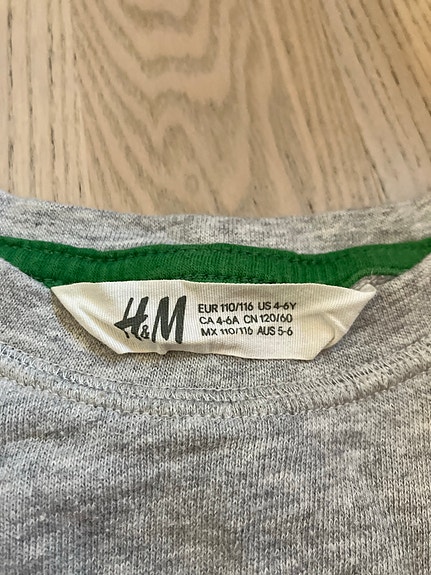 H&M
EUR 110/116 US 4-6Y
CA 4-6A CN 120/60
MX 110/116 AUS 5-6